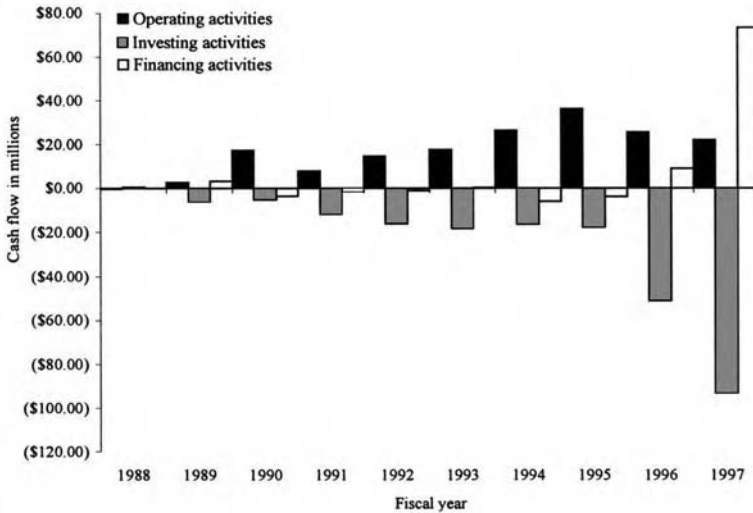 $80.00
$60.00
$40.00
$20.00
$0.00
($20.00)
($40.00)
($60.00)
($80.00)
($100.00)
($120.00)
Cash flow in millions
Operating activities
Investing activities
Financing activities
1988 1989 1990 1991 1992 1993 1994 1995 1996 1997
Fiscal year